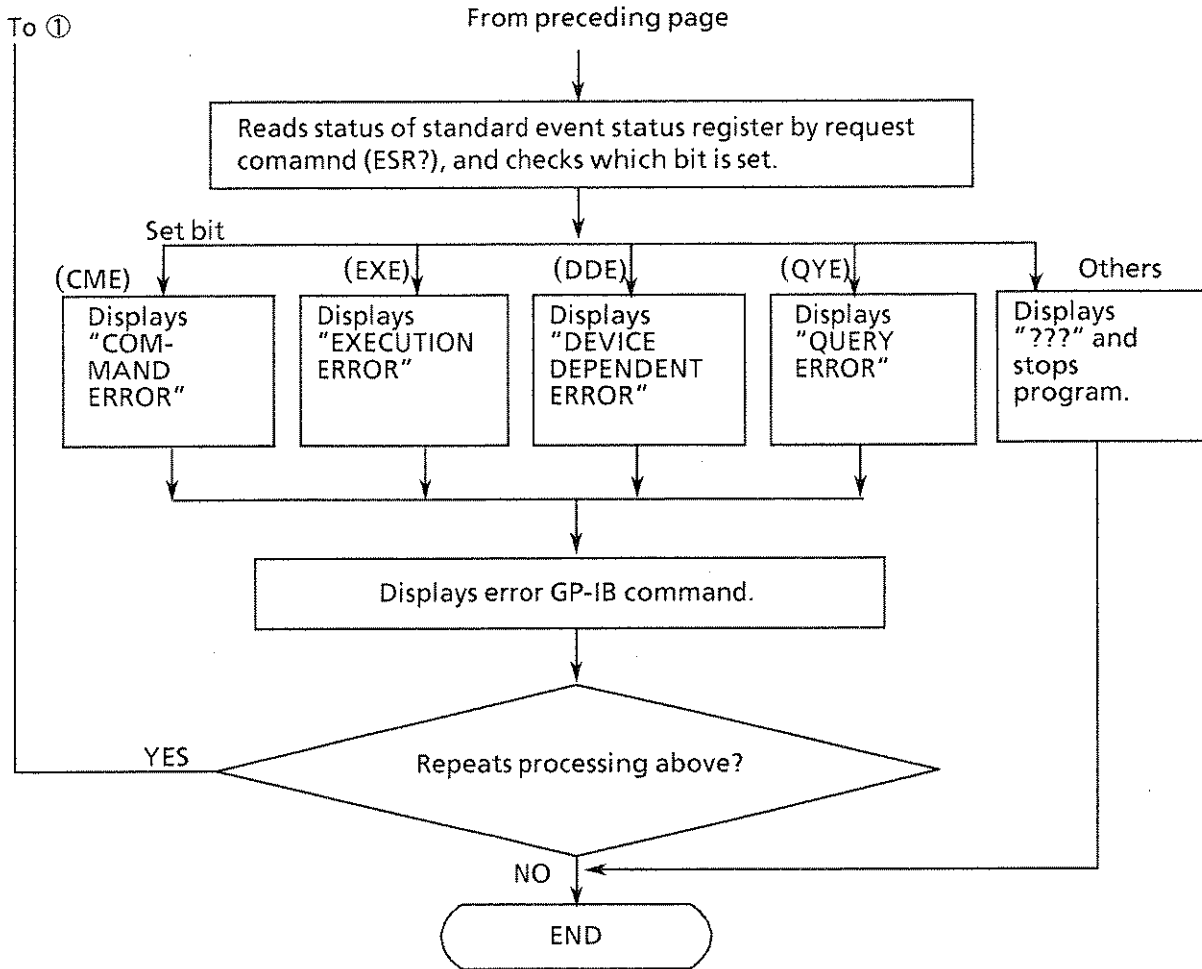 To ①
From preceding page
Reads status of standard event status register by request
comamnd (ESR?), and checks which bit is set.
Set bit
(CME)
(EXE)
(DDE)
(QYE)
Others
Displays
"COM-
MAND
ERROR"
Displays
"EXECUTION
ERROR"
Displays
"DEVICE
DEPENDENT
ERROR"
Displays
"QUERY
ERROR"
Displays
"???" and
stops
program.
Displays error GP-IB command.
YES
Repeats processing above?
NO
END